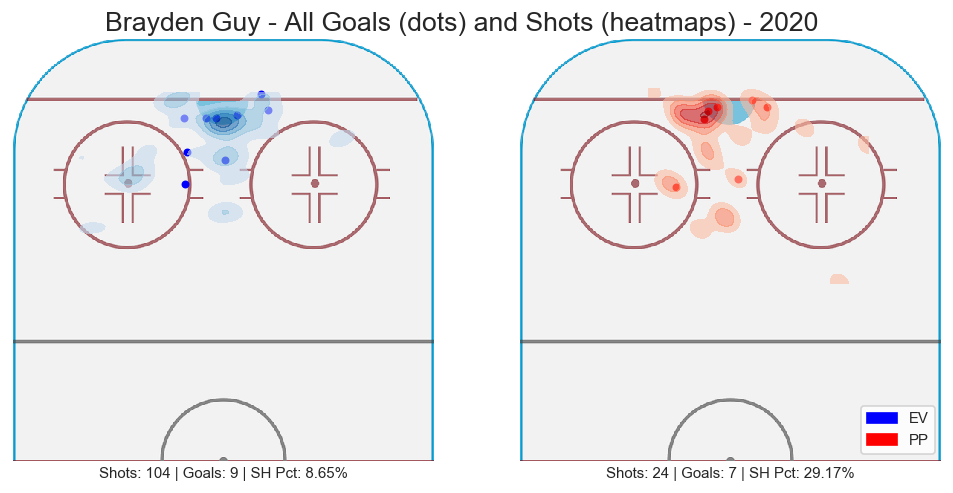 Brayden Guy - All Goals (dots) and Shots (heatmaps) - 2020
EV
PP
Shots: 104 | Goals: 9 | SH Pct: 8.65%
Shots: 24 | Goals: 7 | SH Pct: 29.17%